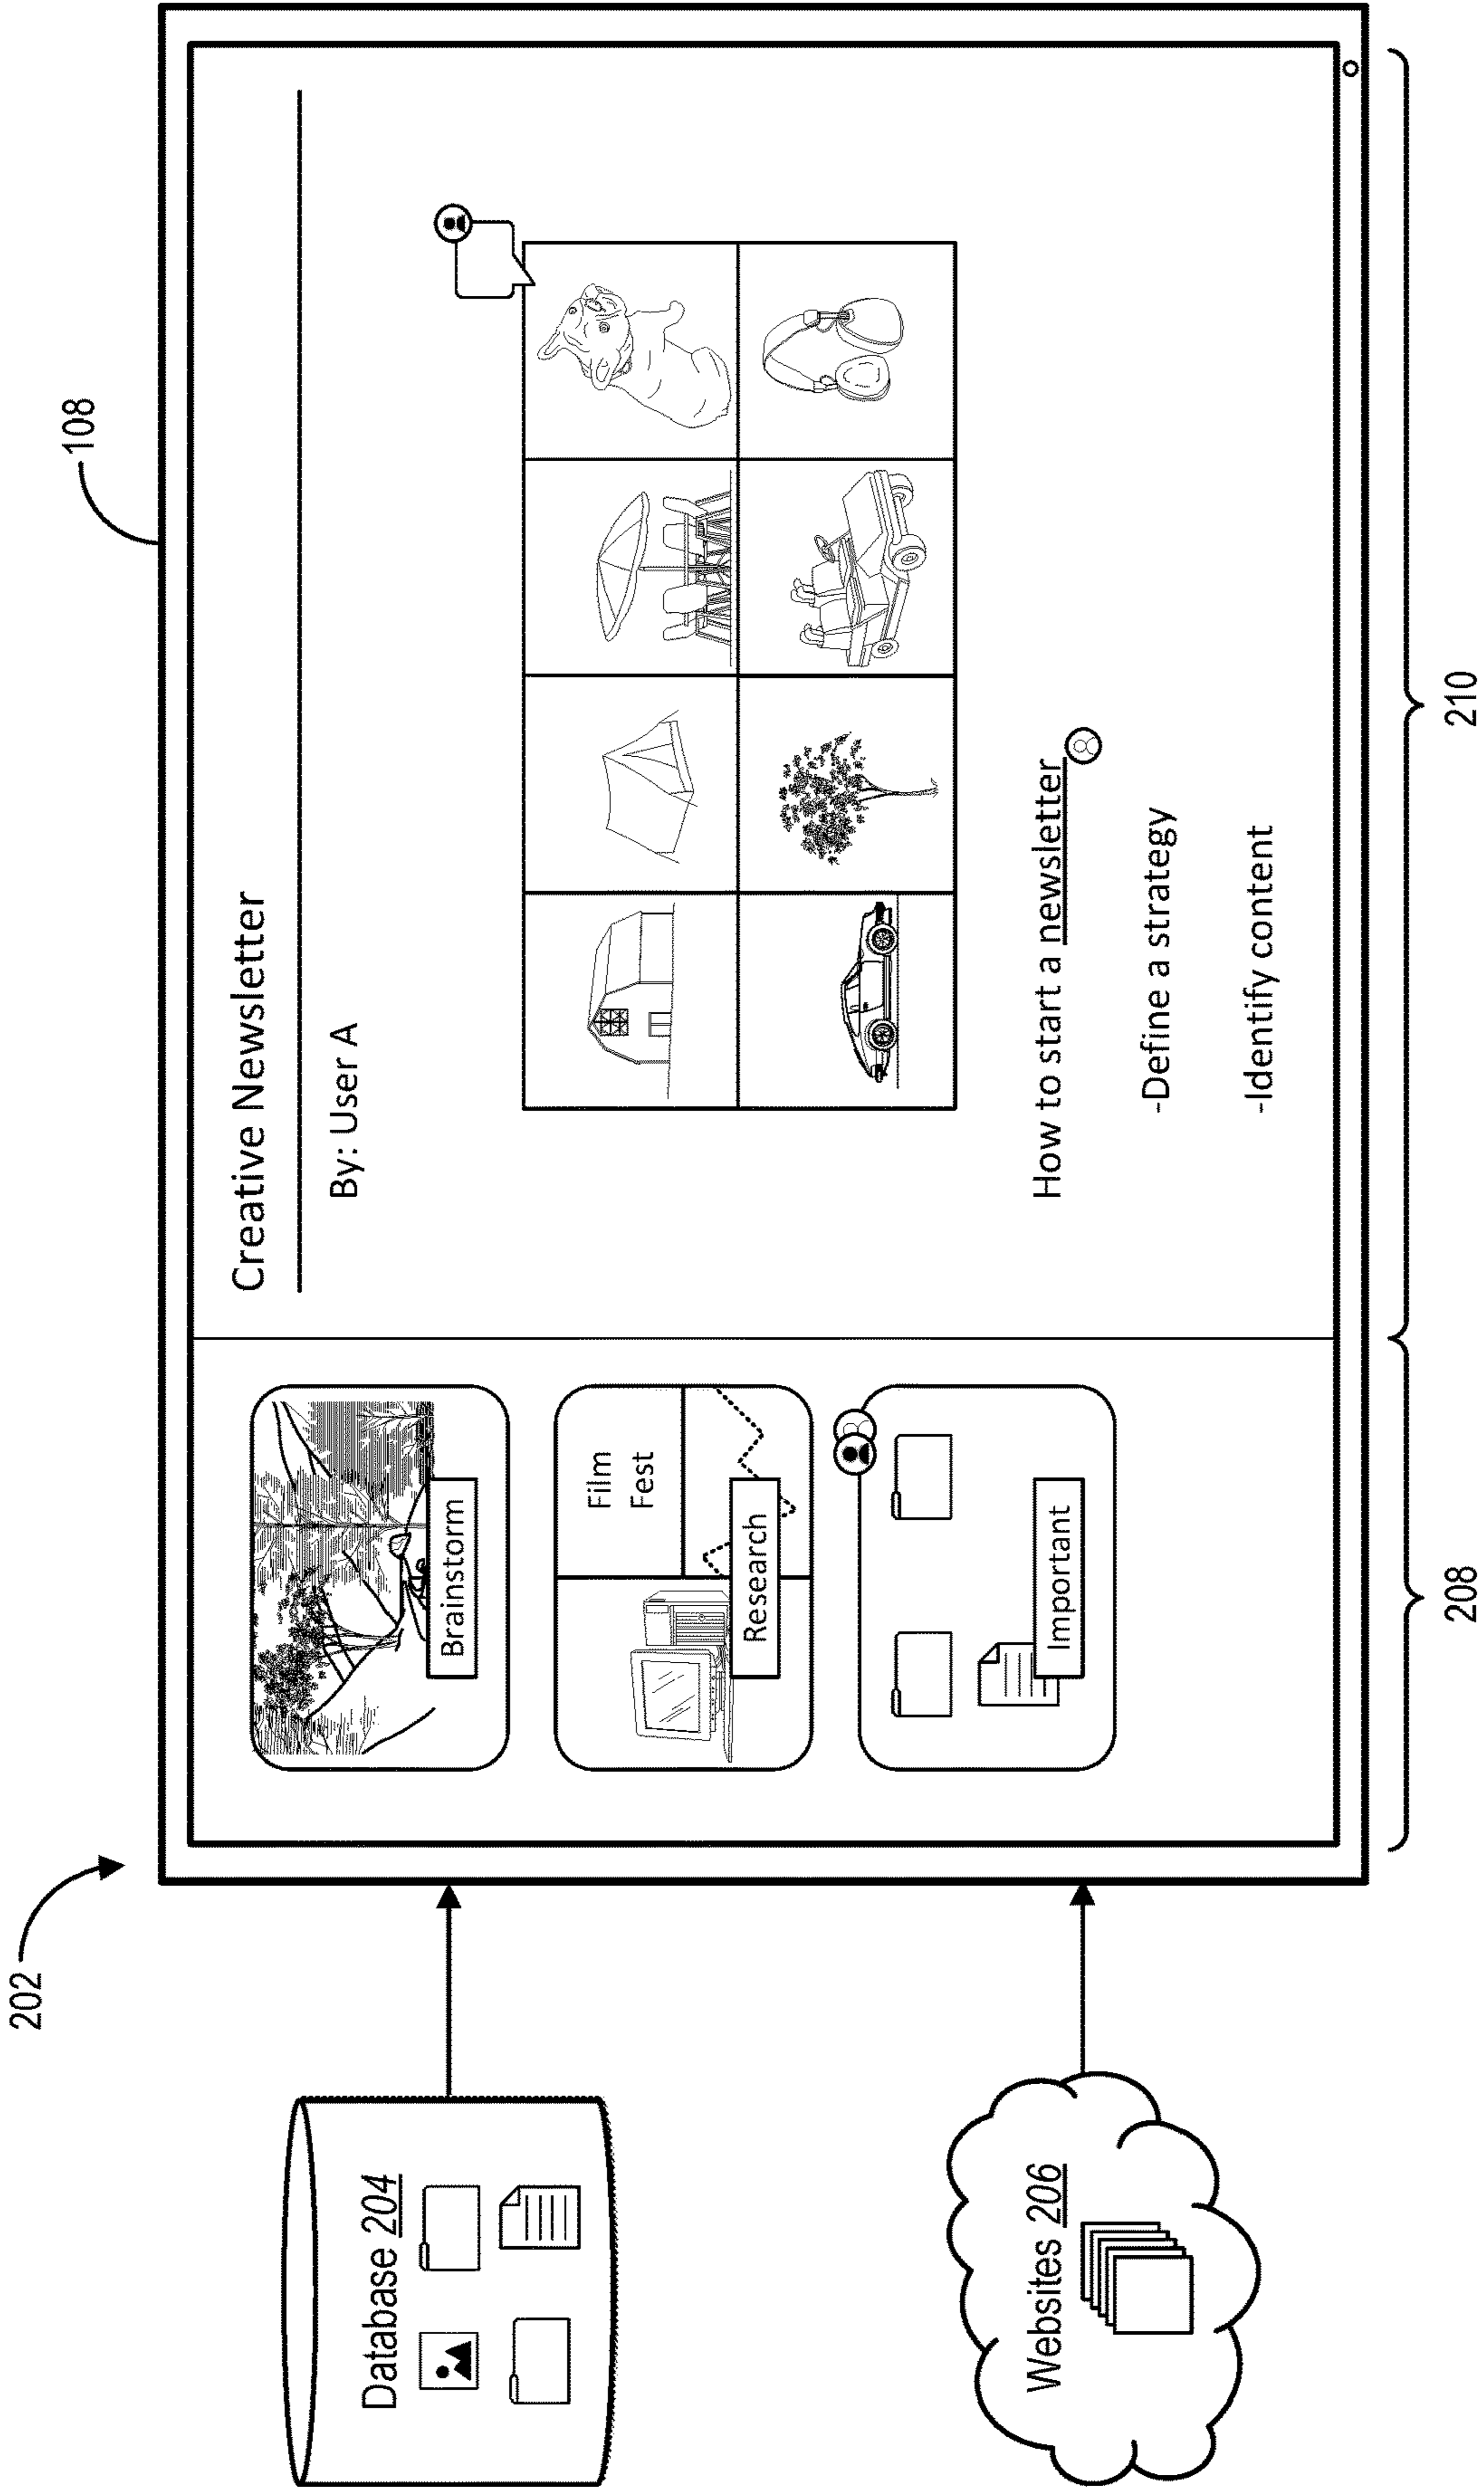 202
108
Database 204
Websites 206
Brainstorm
Film
Fest
Research
Important
Creative Newsletter
By: User A
How to start a newsletter
-Define a strategy
-Identify content
208
210